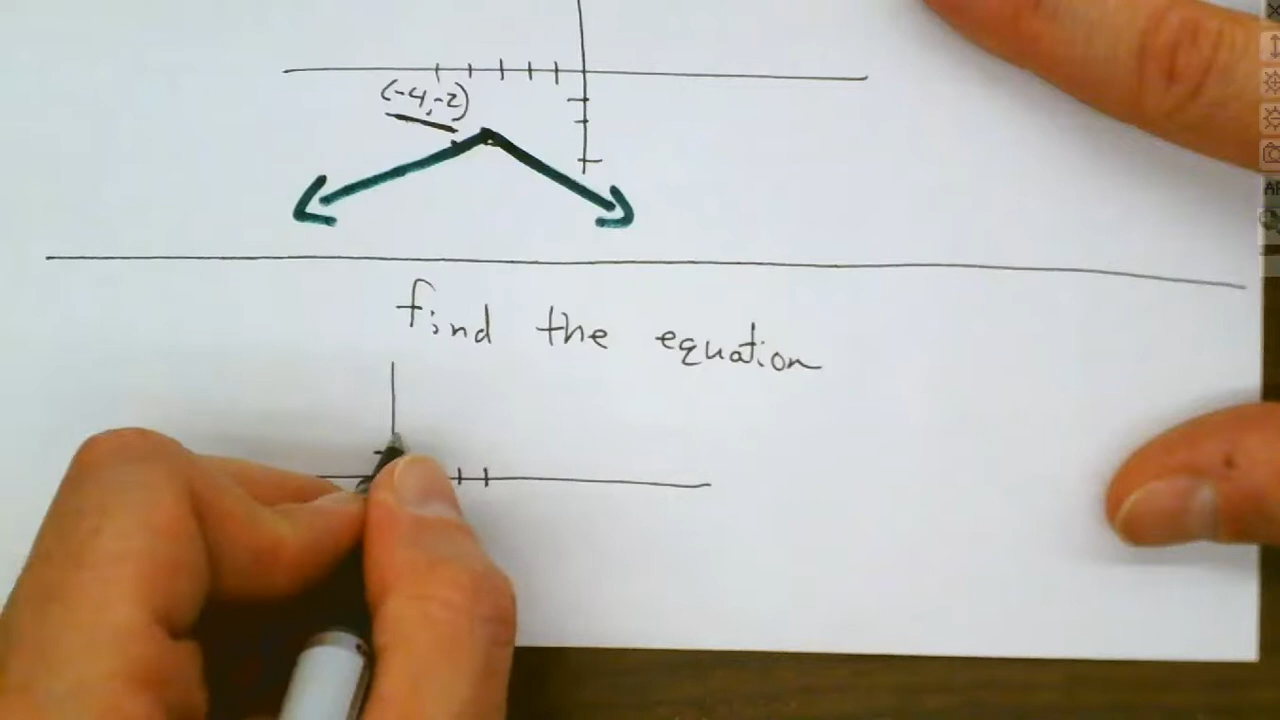 (-4,-2)
find the equation